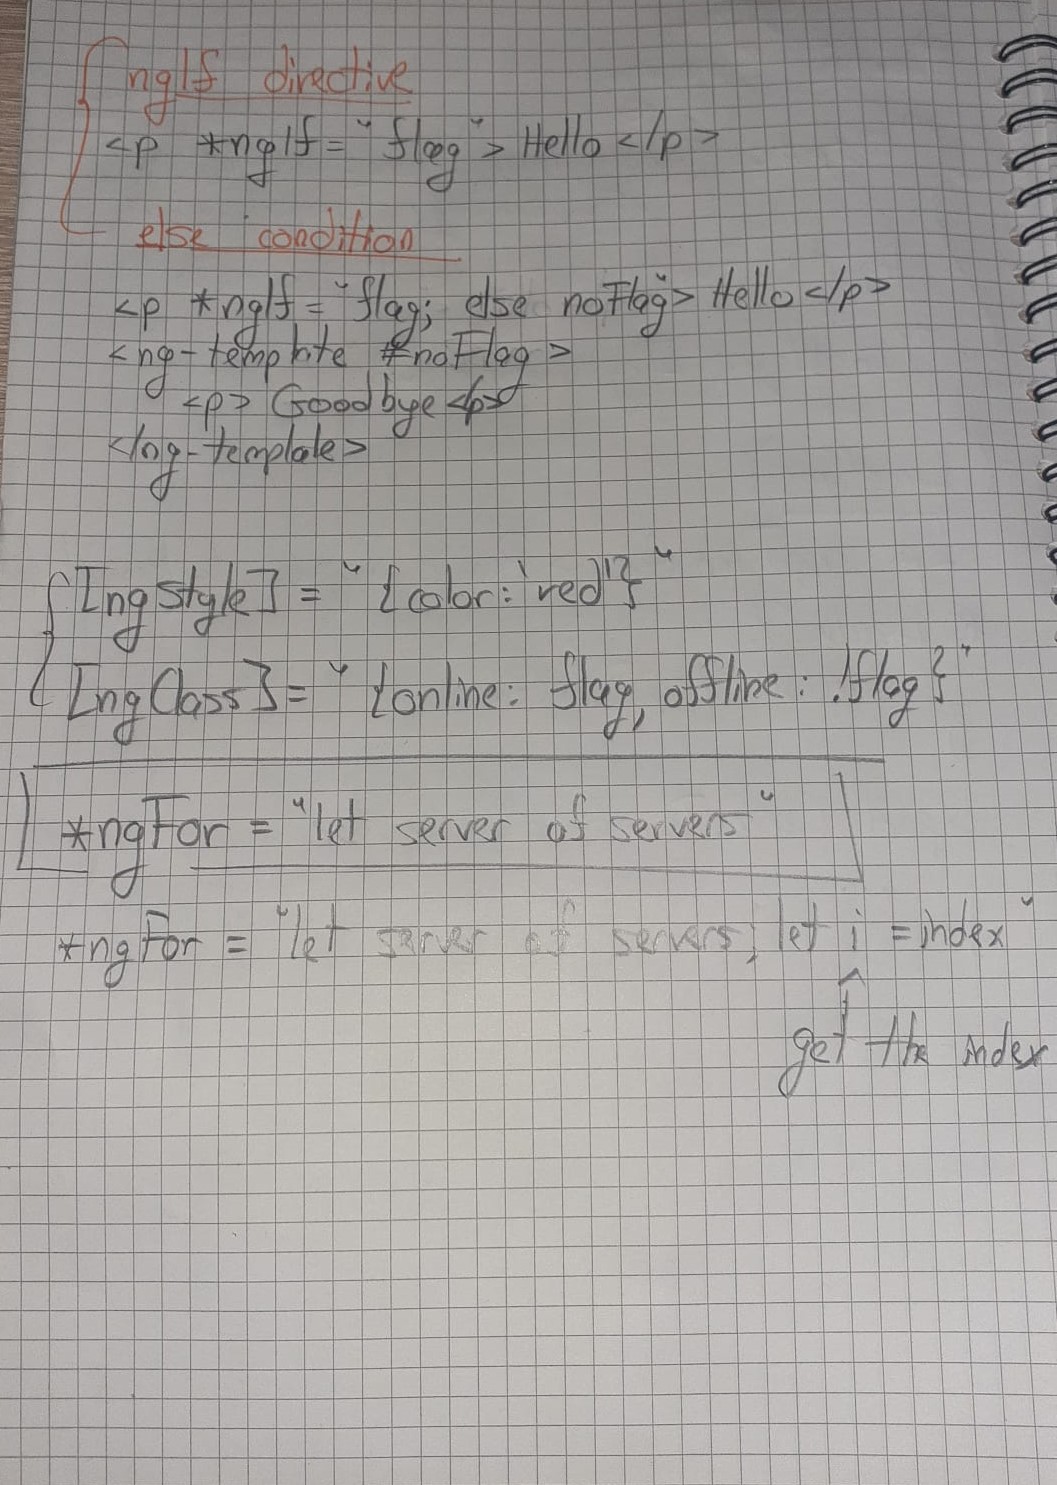 ngIf directive
<p *ngIf = "flag"> Hello </p>
else condition
<p *ngIf = "flag; else noFlag"> Hello </p>
<ng-template #noFlag>
<p> Goodbye <p>
</ng-template>
[ngStyle] = "{color: 'red'}"
[ngClass] = "{online: flag, offline: !flag}"
*ngFor = "let server of servers"
*ngFor = "let server of servers; let i = index"
get the index